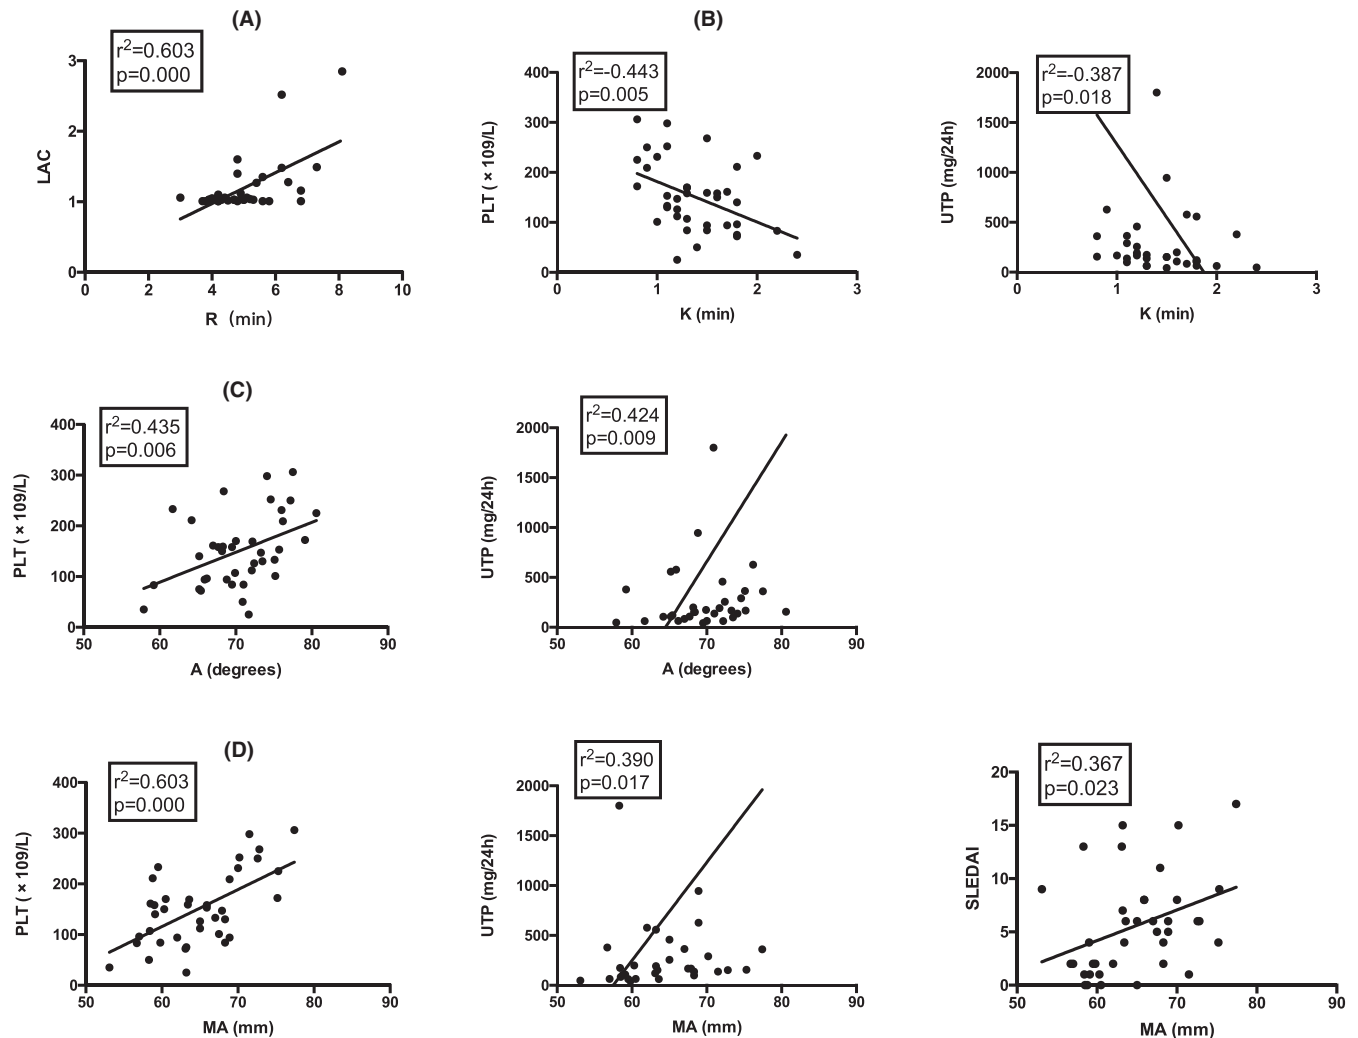 (A)
r²=0.603
p=0.000
3
2
1
0
LAC
0 2 4 6 8 10
R (min)
(B)
r²=-0.443
p=0.005
400
300
200
100
0
PLT ( × 109/L)
0 1 2 3
K (min)
r²=-0.387
p=0.018
2000
1500
1000
500
0
UTP (mg/24h)
0 1 2 3
K (min)
(C)
r²=0.435
p=0.006
400
300
200
100
0
PLT ( × 109/L)
50 60 70 80 90
A (degrees)
r²=0.424
p=0.009
2000
1500
1000
500
0
UTP (mg/24h)
50 60 70 80 90
A (degrees)
(D)
r²=0.603
p=0.000
400
300
200
100
0
PLT ( × 109/L)
50 60 70 80 90
MA (mm)
r²=0.390
p=0.017
2000
1500
1000
500
0
UTP (mg/24h)
50 60 70 80 90
MA (mm)
r²=0.367
p=0.023
20
15
10
5
0
SLEDAI
50 60 70 80 90
MA (mm)